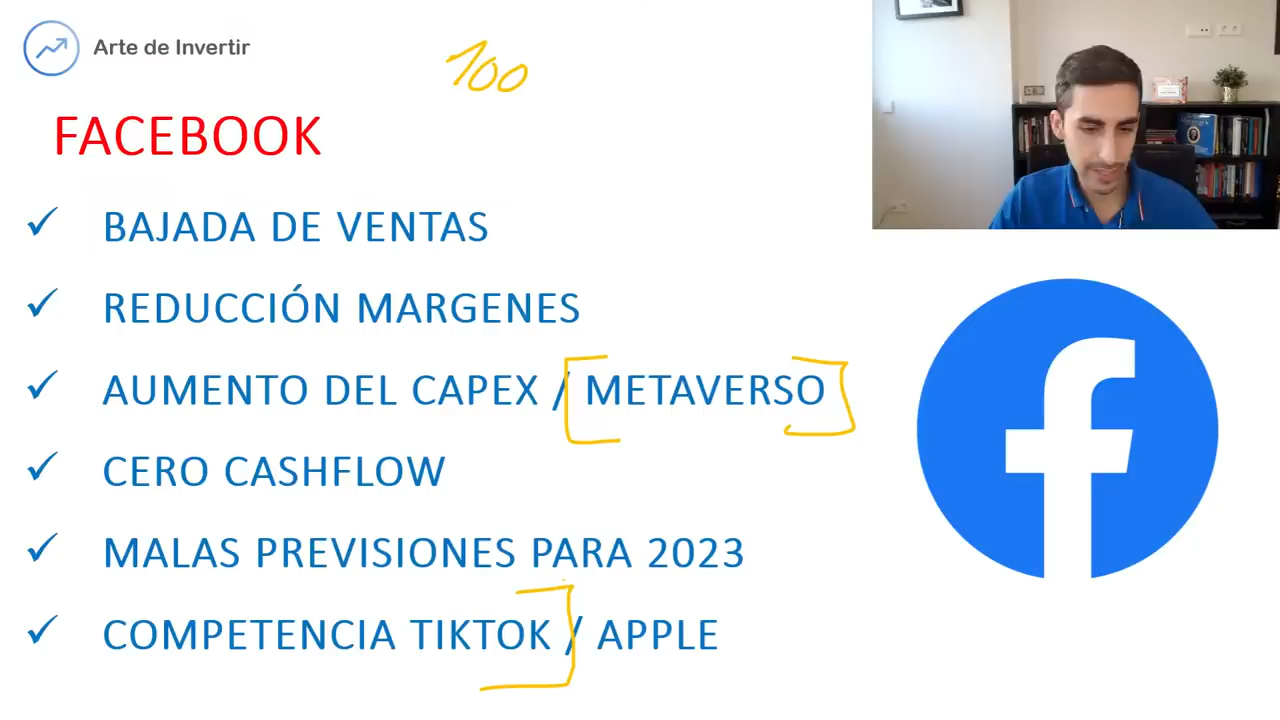 Arte de Invertir
100
FACEBOOK
✓ BAJADA DE VENTAS
✓ REDUCCIÓN MARGENES
✓ AUMENTO DEL CAPEX / METAVERSO
✓ CERO CASHFLOW
✓ MALAS PREVISIONES PARA 2023
✓ COMPETENCIA TIKTOK / APPLE